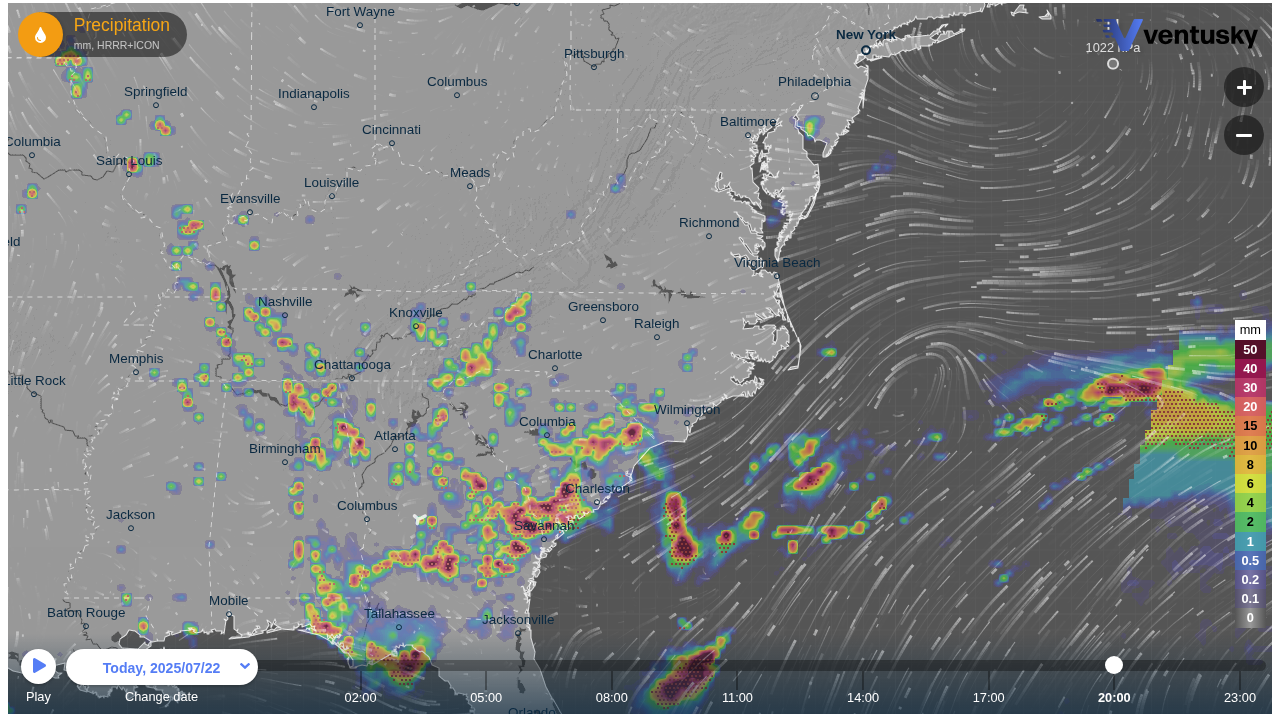 Precipitation
mm, HRRR+ICON
Fort Wayne
New York
ventusky
1022 hPa
Pittsburgh
Springfield
Indianapolis
Columbus
Philadelphia
Columbia
Cincinnati
Baltimore
Saint Louis
Louisville
Meads
Evansville
Richmond
eld
Virginia Beach
Nashville
Knoxville
Greensboro
Raleigh
Memphis
Chattanooga
Charlotte
Little Rock
Columbia
Wilmington
Birmingham
Atlanta
Charleston
Jackson
Columbus
Savannah
Baton Rouge
Mobile
Tallahassee
Jacksonville
Orlando
mm
50
40
30
20
15
10
8
6
4
2
1
0.5
0.2
0.1
0
Today, 2025/07/22
Play
Change date
02:00
05:00
08:00
11:00
14:00
17:00
20:00
23:00